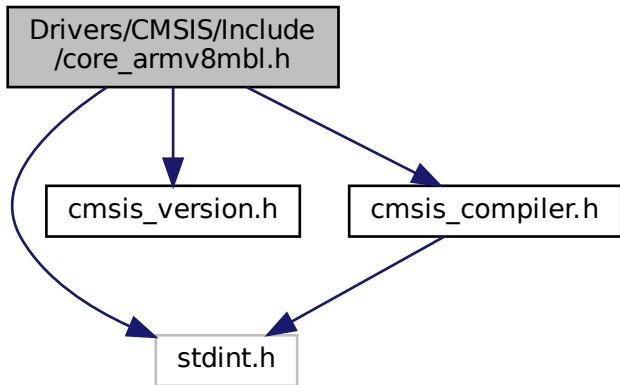 Drivers/CMSIS/Include
/core_armv8mbl.h
cmsis_version.h
cmsis_compiler.h
stdint.h